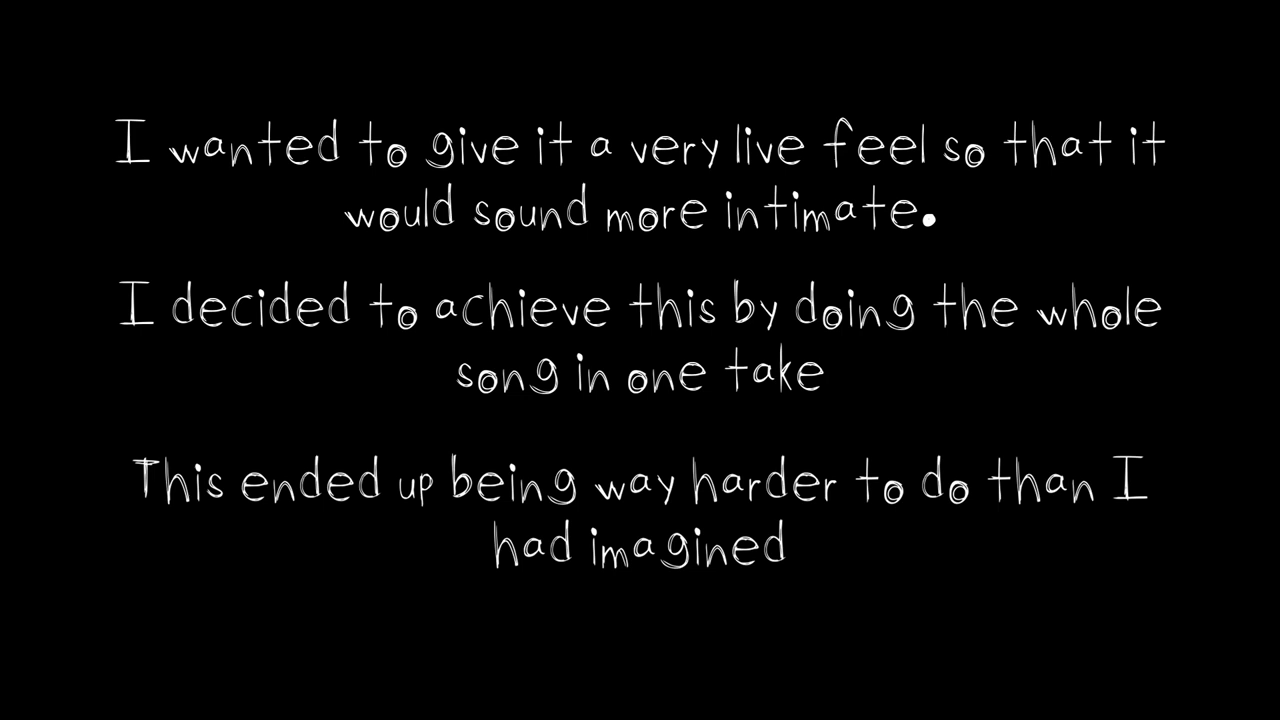 I wanted to give it a very live feel so that it
would sound more intimate.
I decided to achieve this by doing the whole
song in one take
This ended up being way harder to do than I
had imagined